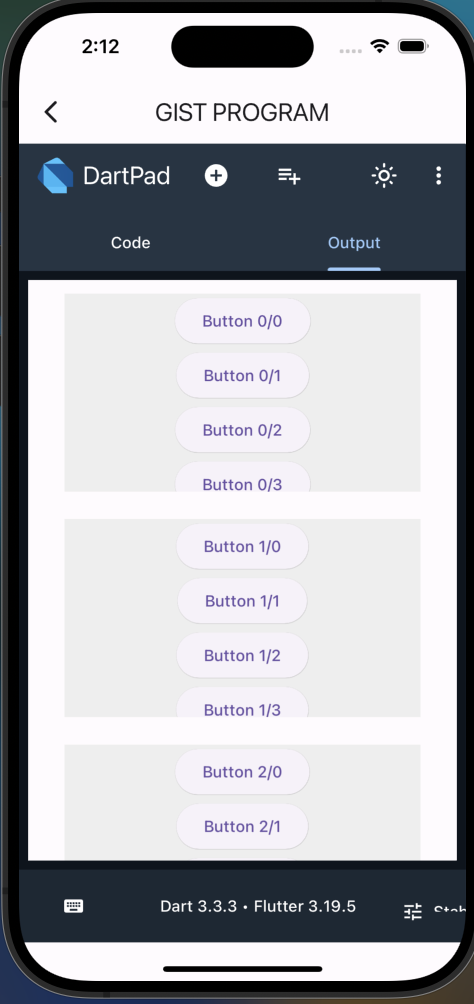 2:12
GIST PROGRAM
DartPad
Code Output
Button 0/0
Button 0/1
Button 0/2
Button 0/3
Button 1/0
Button 1/1
Button 1/2
Button 1/3
Button 2/0
Button 2/1
Dart 3.3.3 • Flutter 3.19.5